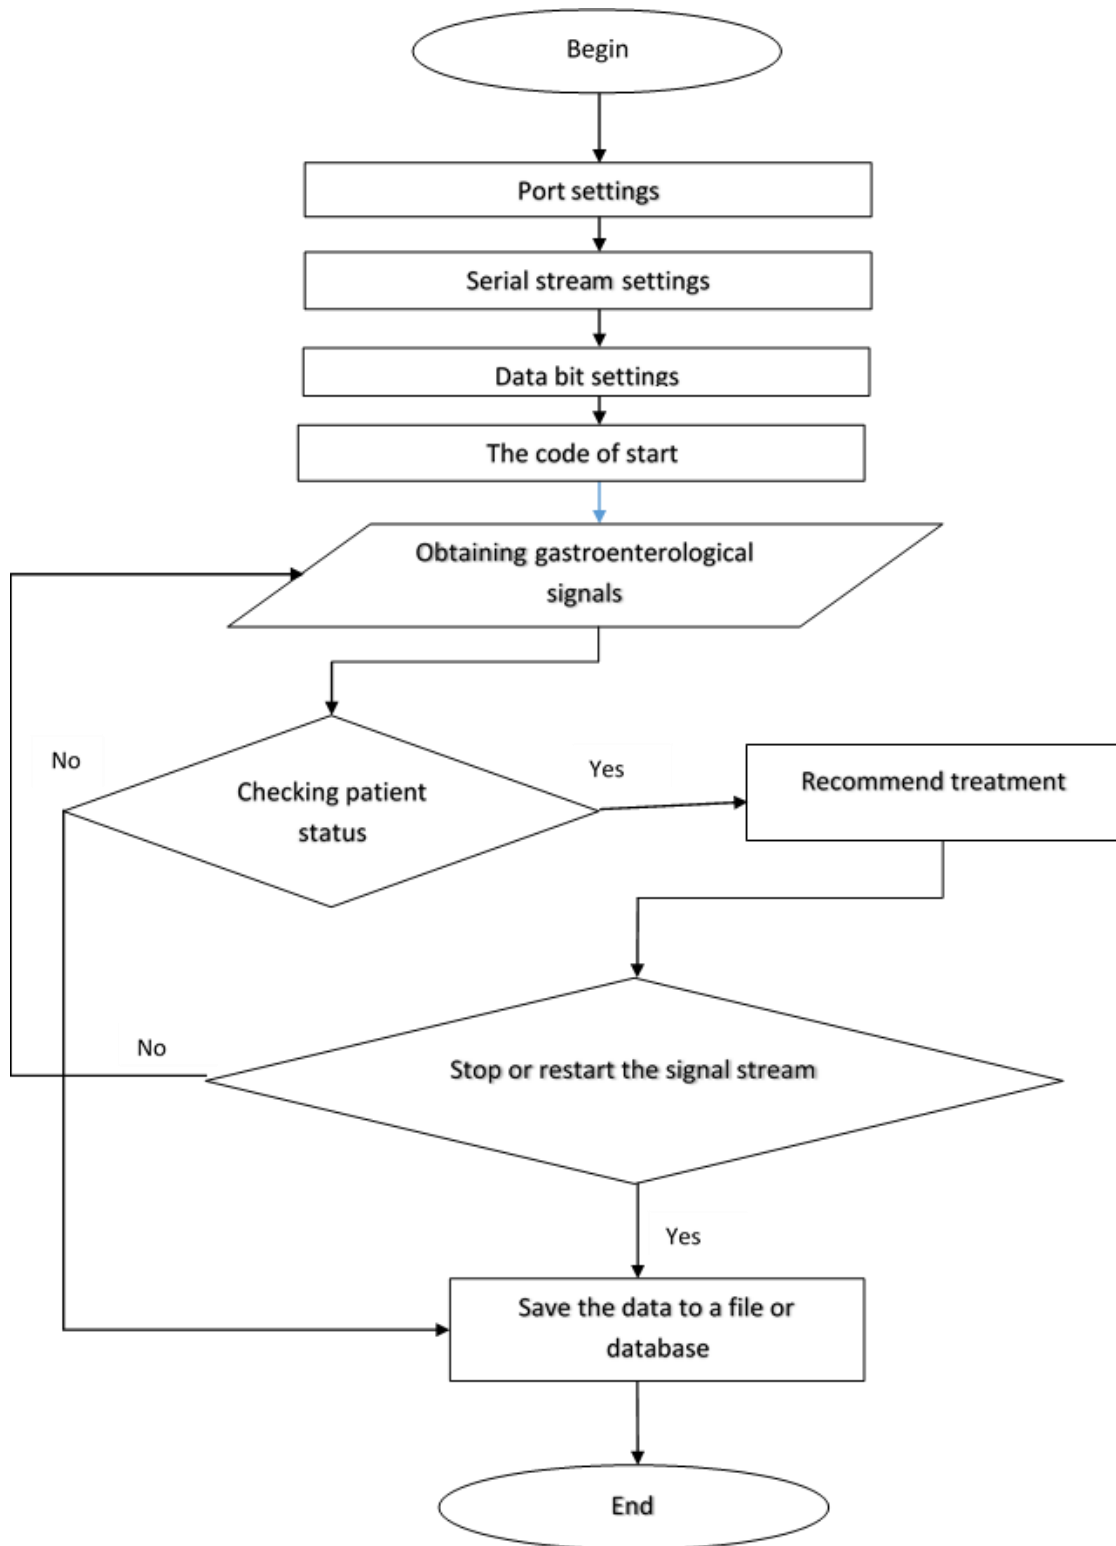 Begin
Port settings
Serial stream settings
Data bit settings
The code of start
Obtaining gastroenterological
signals
No
Yes
Checking patient
status
Recommend treatment
No
Stop or restart the signal stream
Yes
Save the data to a file or
database
End